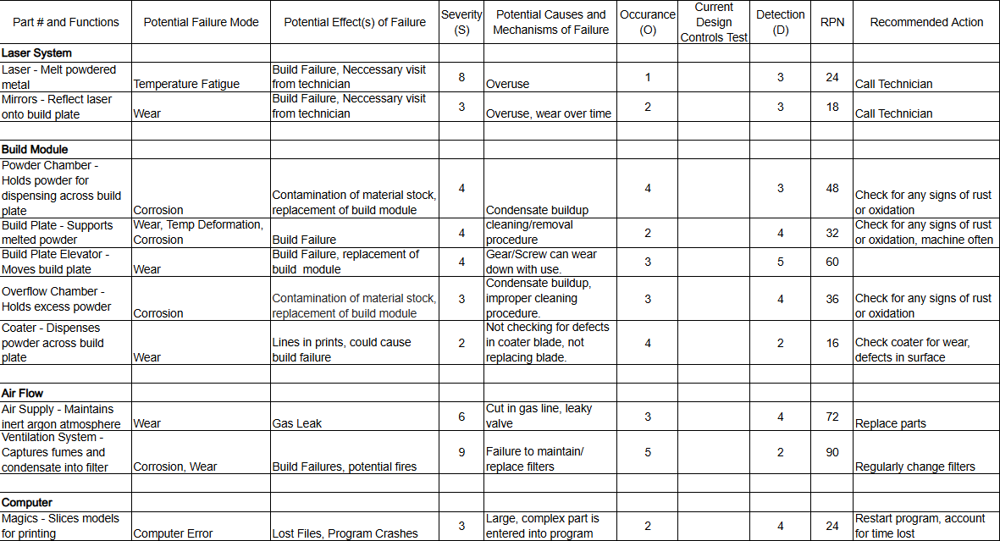 Part # and Functions Potential Failure Mode Potential Effect(s) of Failure Severity (S) Potential Causes and Mechanisms of Failure Occurance (O) Current Design Controls Test Detection (D) RPN Recommended Action
Laser System
Laser - Melt powdered metal Temperature Fatigue Build Failure, Neccessary visit from technician 8 Overuse 1 3 24 Call Technician
Mirrors - Reflect laser onto build plate Wear Build Failure, Neccessary visit from technician 3 Overuse, wear over time 2 3 18 Call Technician
Build Module
Powder Chamber - Holds powder for dispensing across build plate Corrosion Contamination of material stock, replacement of build module 4 Condensate buildup 4 3 48 Check for any signs of rust or oxidation
Build Plate - Supports melted powder Wear, Temp Deformation, Corrosion Build Failure 4 cleaning/removal procedure 2 4 32 Check for any signs of rust or oxidation, machine often
Build Plate Elevator - Moves build plate Wear Build Failure, replacement of build module 4 Gear/Screw can wear down with use. 3 5 60
Overflow Chamber - Holds excess powder Corrosion Contamination of material stock, replacement of build module 3 Condensate buildup, improper cleaning procedure. 3 4 36 Check for any signs of rust or oxidation
Coater - Dispenses powder across build plate Wear Lines in prints, could cause build failure 2 Not checking for defects in coater blade, not replacing blade. 4 2 16 Check coater for wear, defects in surface
Air Flow
Air Supply - Maintains inert argon atmosphere Wear Gas Leak 6 Cut in gas line, leaky valve 3 4 72 Replace parts
Ventilation System - Captures fumes and condensate into filter Corrosion, Wear Build Failures, potential fires 9 Failure to maintain/ replace filters 5 2 90 Regularly change filters
Computer
Magics - Slices models for printing Computer Error Lost Files, Program Crashes 3 Large, complex part is entered into program 2 4 24 Restart program, account for time lost